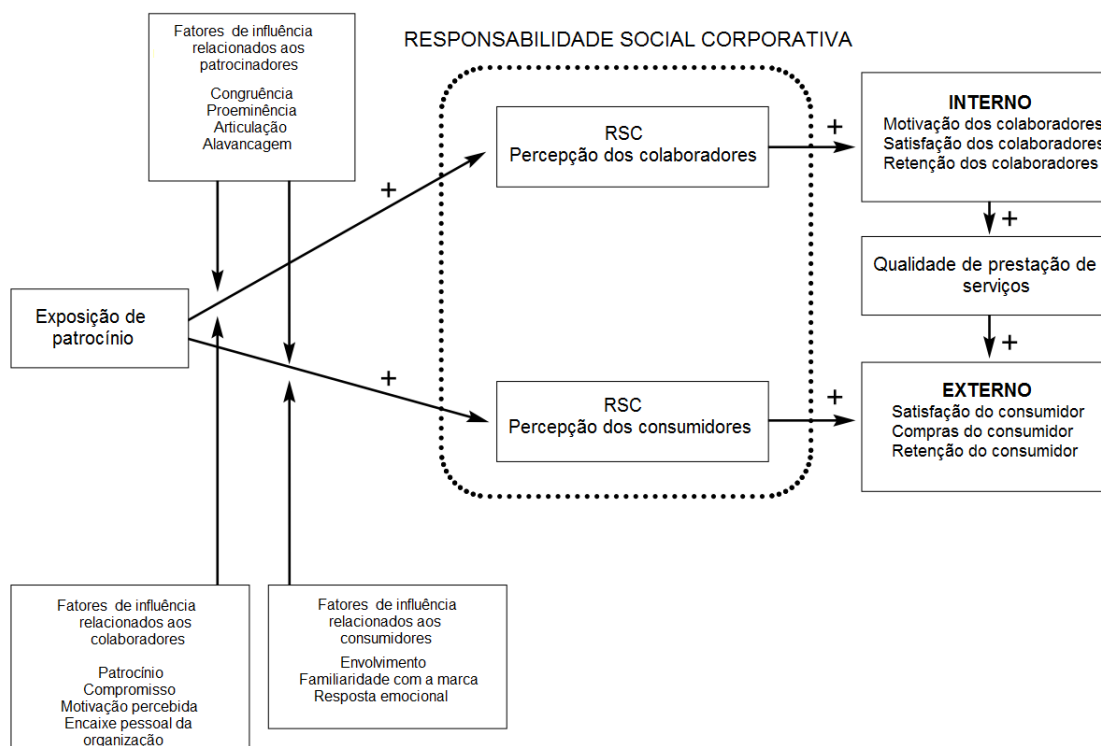 Fatores de influência
relacionados aos
patrocinadores
Congruência
Proeminência
Articulação
Alavancagem
RESPONSABILIDADE SOCIAL CORPORATIVA
RSC
Percepção dos colaboradores
+
INTERNO
Motivação dos colaboradores
Satisfação dos colaboradores
Retenção dos colaboradores
+
+
Qualidade de prestação de
serviços
Exposição de
patrocínio
+
+
RSC
Percepção dos consumidores
+
EXTERNO
Satisfação do consumidor
Compras do consumidor
Retenção do consumidor
Fatores de influência
relacionados aos
colaboradores
Patrocínio
Compromisso
Motivação percebida
Encaixe pessoal da
organização
Fatores de influência
relacionados aos
consumidores
Envolvimento
Familiaridade com a marca
Resposta emocional